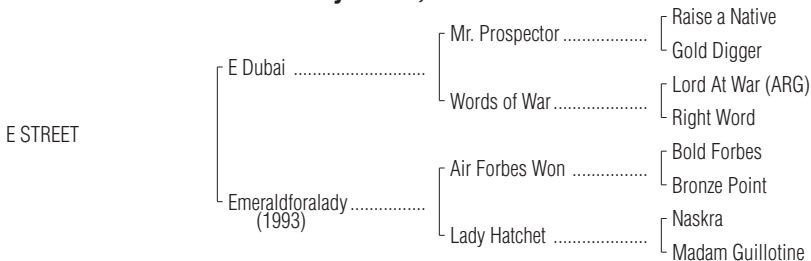 Raise a Native
Mr. Prospector ..................
Gold Digger
E Dubai ............................
Lord At War (ARG)
Words of War....................
Right Word
E STREET
Bold Forbes
Air Forbes Won ................
Bronze Point
Emeraldforalady................
(1993)
Naskra
Lady Hatchet ....................
Madam Guillotine